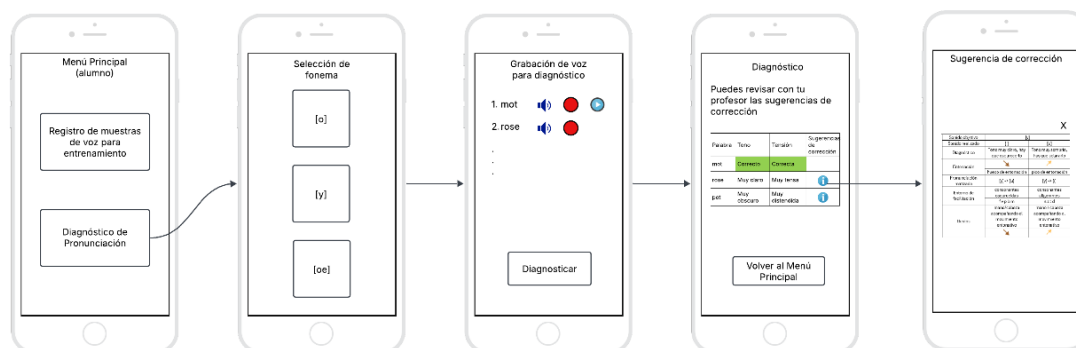 Menú Principal
(alumno)
Registro de muestras
de voz para
entrenamiento
Diagnóstico de
Pronunciación
Selección de
fonema
[o]
[y]
[oe]
Grabación de voz
para diagnóstico
1. mot
2. rose
.
.
.
Diagnosticar
Diagnóstico
Puedes revisar con tu
profesor las sugerencias de
corrección
Palabra Tono Tensión Sugerencias de corrección
mot Correcto Correcta
rose Muy claro Muy tensa
pot Muy obscuro Muy distendida
Volver al Menú
Principal
Sugerencia de corrección
X
Diagnóstico